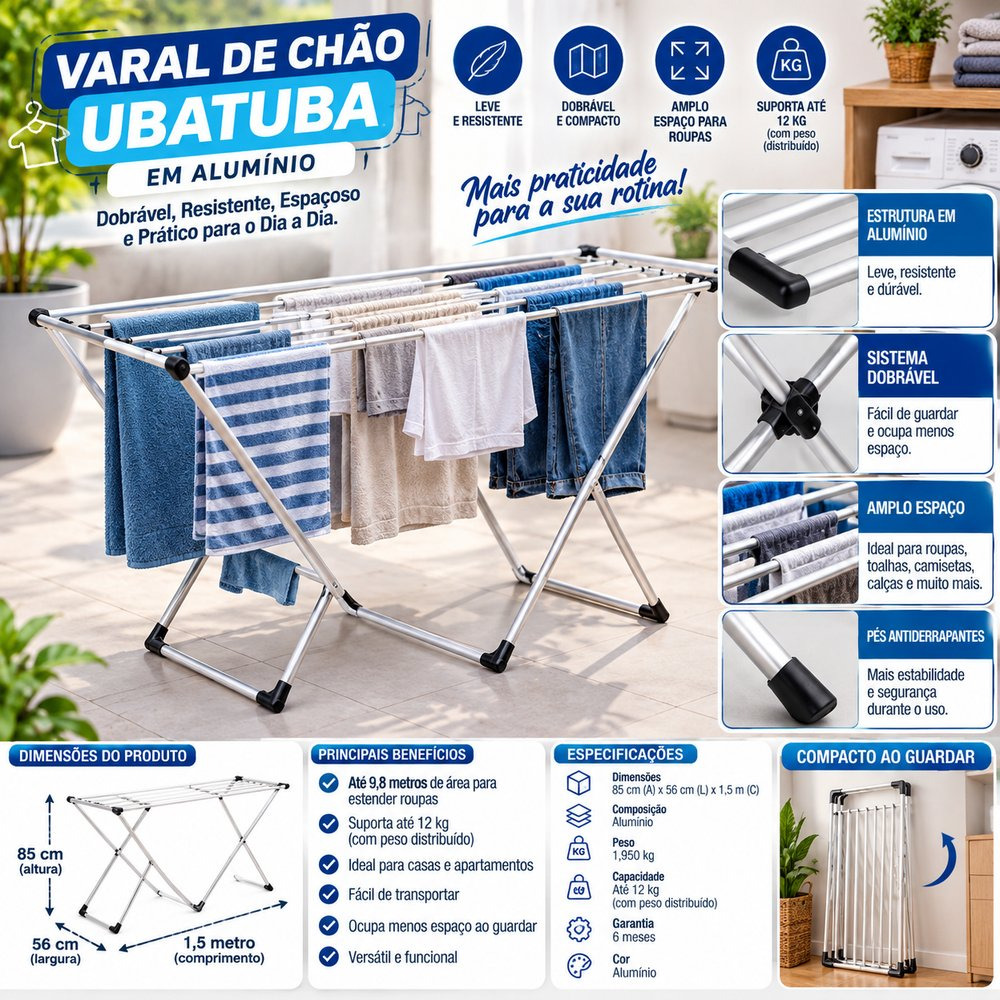 VARAL DE CHÃO
UBATUBA
EM ALUMÍNIO
Dobrável, Resistente, Espaçoso
e Prático para o Dia a Dia.
LEVE
E RESISTENTE
DOBRÁVEL
E COMPACTO
AMPLO
ESPAÇO PARA
ROUPAS
KG
SUPORTA ATÉ
12 KG
(com peso
(distribuído)
Mais praticidade
para a sua rotina!
ESTRUTURA EM
ALUMÍNIO
Leve, resistente
e dúrável.
SISTEMA
DOBRÁVEL
Fácil de guardar
e ocupa menos
espaço.
AMPLO ESPAÇO
Ideal para roupas,
toalhas, camisetas,
calças e muito mais.
PÉS ANTIDERRAPANTES
Mais estabilidade
e segurança
durante o uso.
DIMENSÕES DO PRODUTO
85 cm
(altura)
56 cm
(largura)
1,5 metro
(comprimento)
PRINCIPAIS BENEFÍCIOS
Até 9,8 metros de área para
estender roupas
Suporta até 12 kg
(com peso distribuído)
Ideal para casas e apartamentos
Fácil de transportar
Ocupa menos espaço ao guardar
Versátil e funcional
ESPECIFICAÇÕES
Dimensões
85 cm (A) x 56 cm (L) x 1,5 m (C)
Composição
Alumínio
KG
Peso
1,950 kg
Capacidade
Até 12 kg
(com peso distribuído)
Garantia
6 meses
Cor
Alumínio
COMPACTO AO GUARDAR